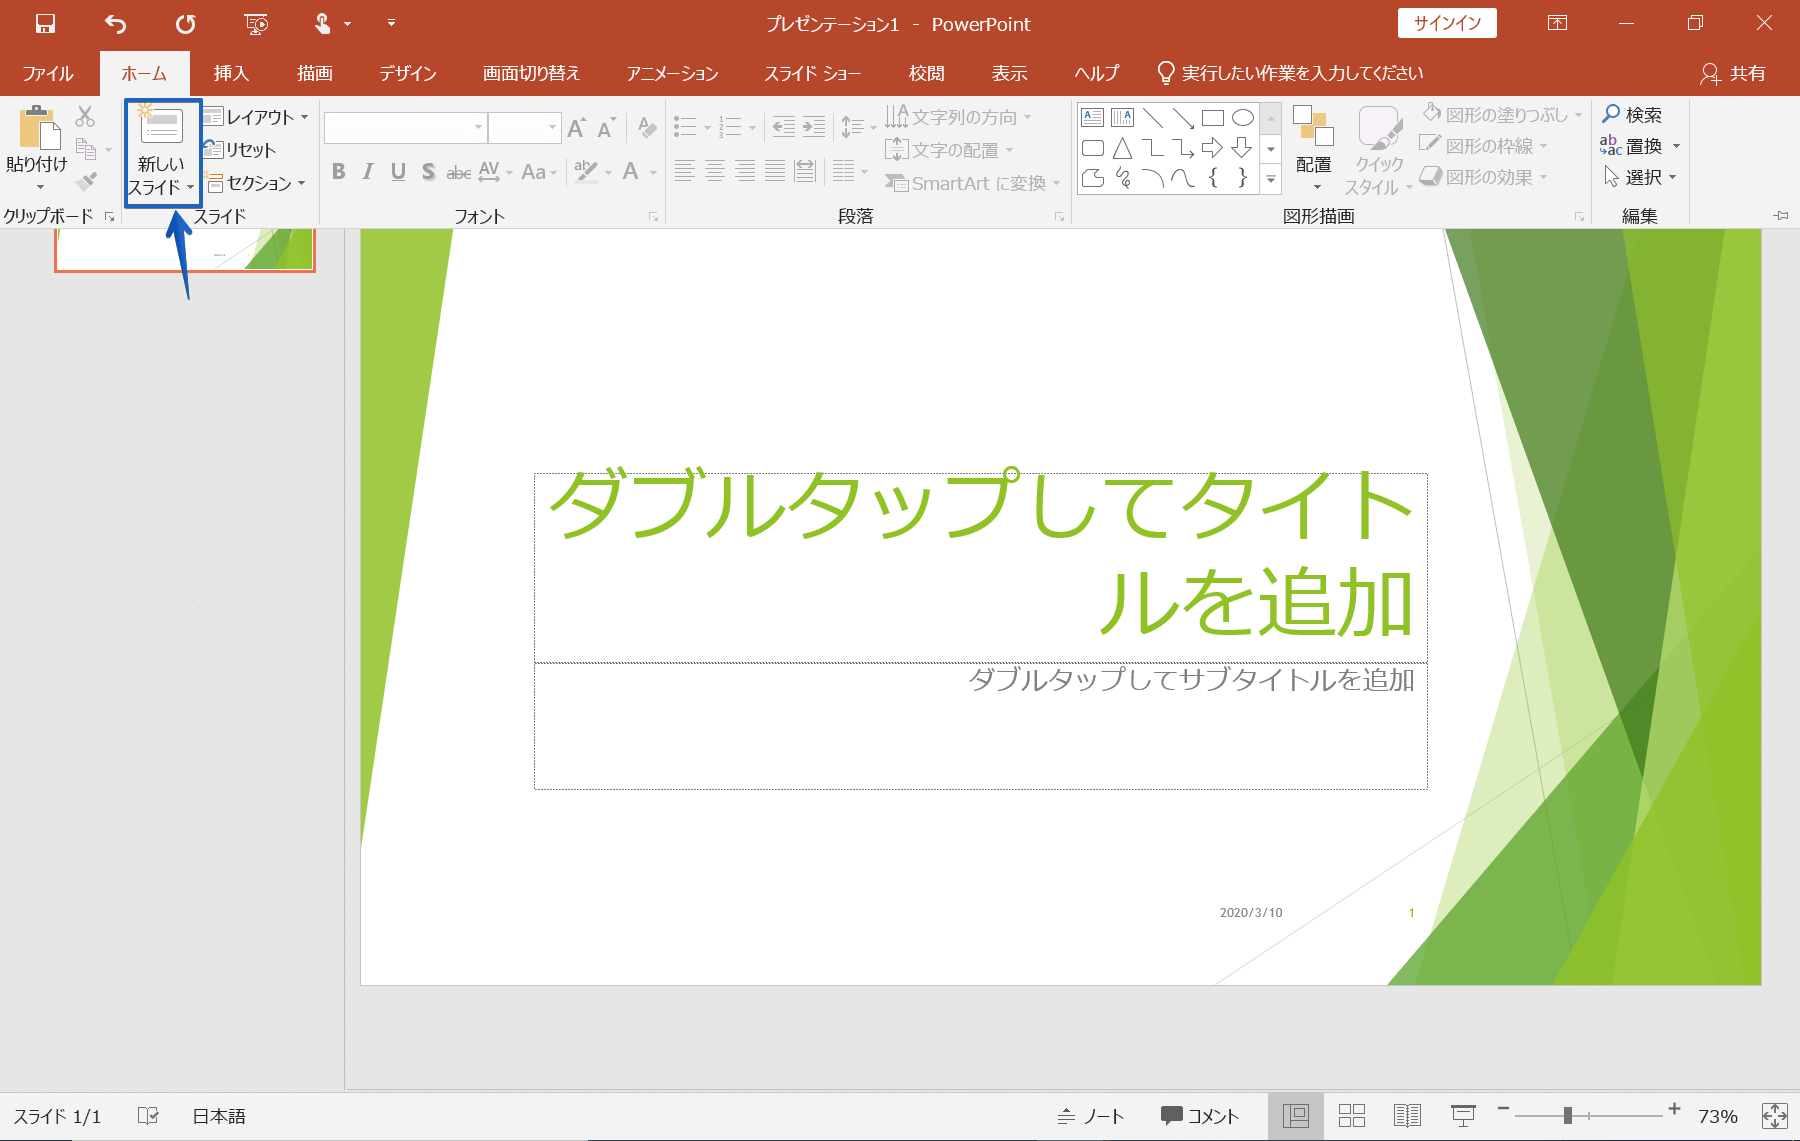 プレゼンテーション1 - PowerPoint
サインイン
ファイル ホーム 挿入 描画 デザイン 画面切り替え アニメーション スライド ショー 校閲 表示 ヘルプ 実行したい作業を入力してください 共有
貼り付け
クリップボード
新しい
スライド
レイアウト
リセット
セクション
スライド
A A
B I U S abc AV Aa ab A
フォント
文字列の方向
文字の配置
SmartArt に変換
段落
配置
クイック
スタイル
図形の塗りつぶし
図形の枠線
図形の効果
図形描画
検索
置換
選択
編集
ダブルタップしてタイト
ルを追加
ダブルタップしてサブタイトルを追加
2020/3/10 1
スライド 1/1 日本語 ノート コメント 73%